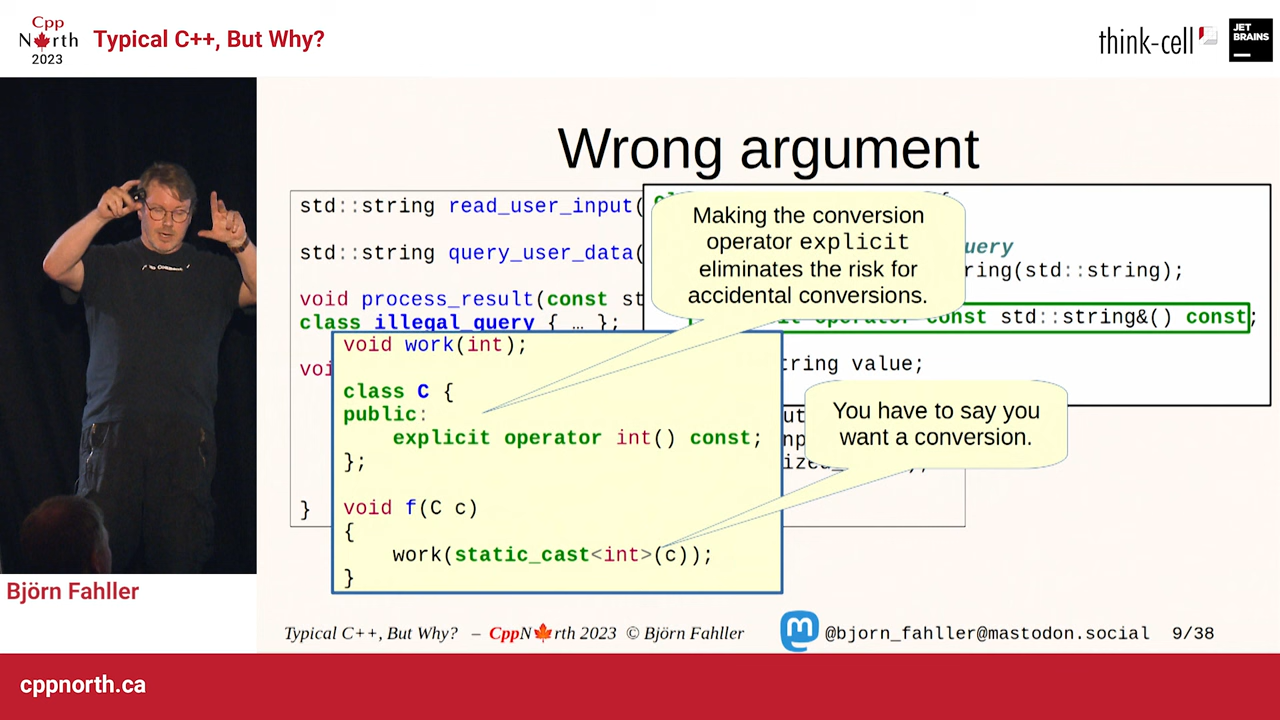 Cpp
North
2023
Typical C++, But Why?
think-cell
JET
BRAINS
Wrong argument
std::string read_user_input(
std::string query_user_data(
void process_result(const st
class illegal_query { … };
voi
}
uery
ring(std::string);
operator const std::string&() const;
tring value;
Making the conversion
operator explicit
eliminates the risk for
accidental conversions.
void work(int);
class C {
public:
explicit operator int() const;
};
void f(C c)
{
work(static_cast<int>(c));
}
You have to say you
want a conversion.
Björn Fahller
Typical C++, But Why? – CppNorth 2023 © Björn Fahller
@bjorn_fahller@mastodon.social 9/38
cppnorth.ca